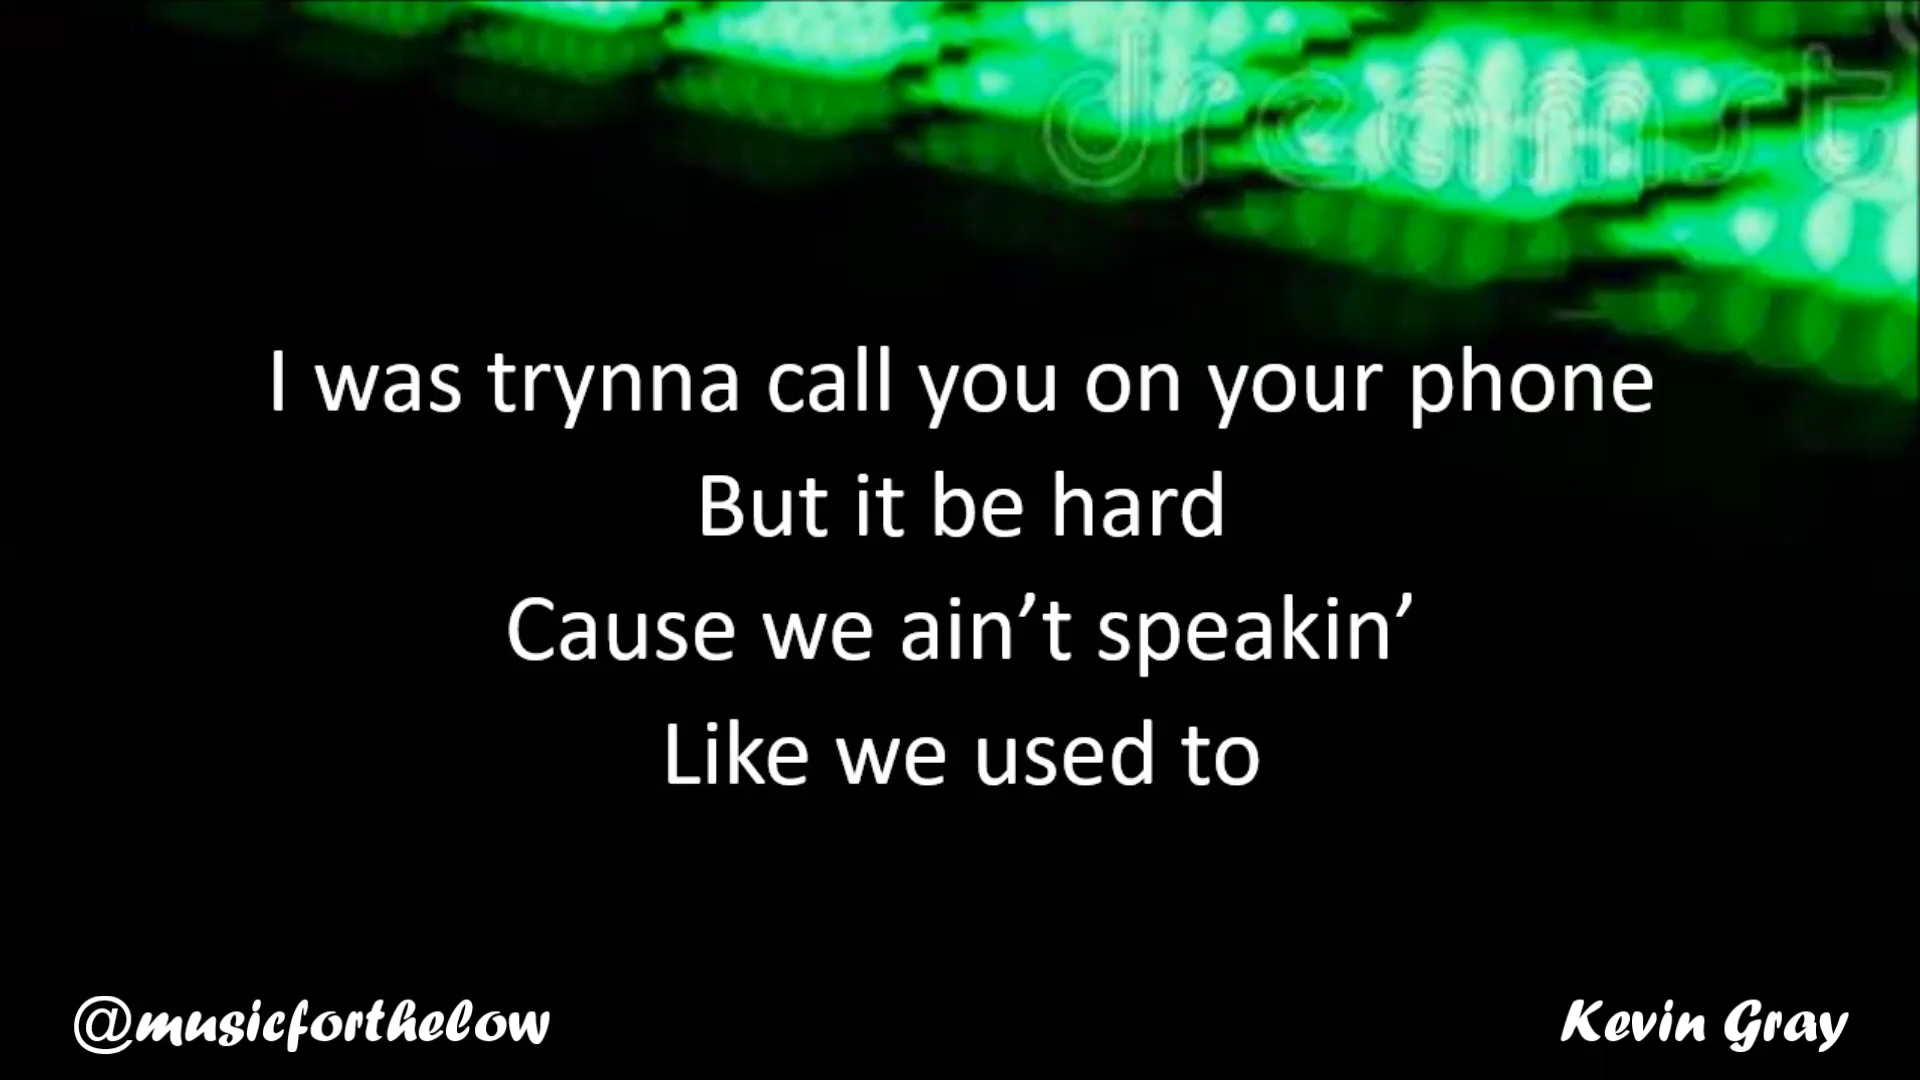 dreamst
I was trynna call you on your phone
But it be hard
Cause we ain’t speakin’
Like we used to
@musicforthelow
Kevin Gray